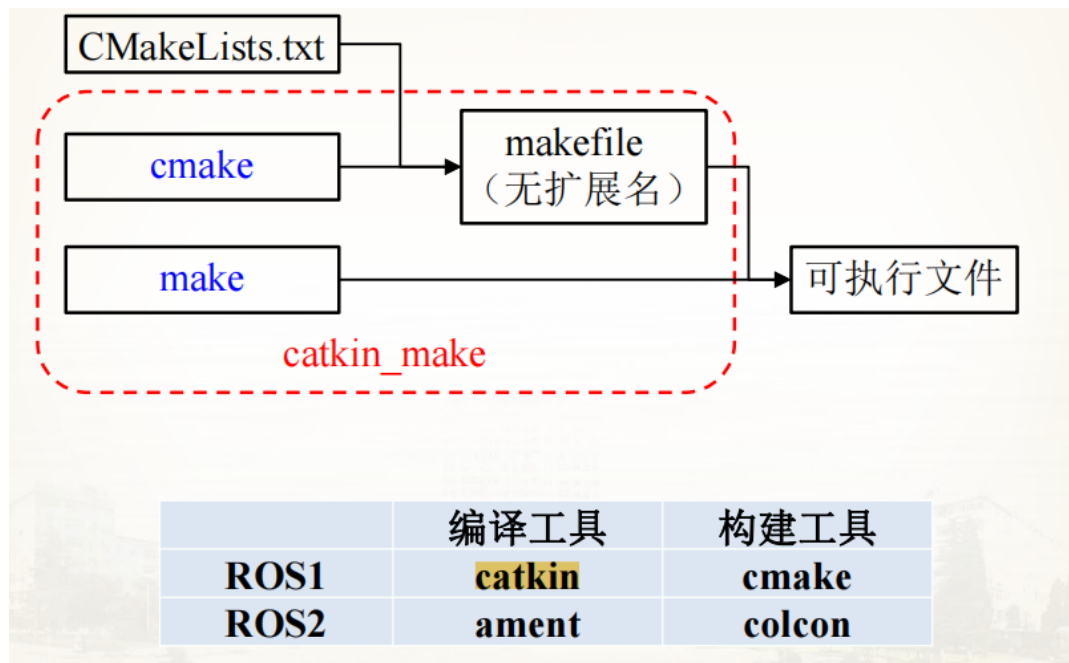 CMakeLists.txt
cmake
makefile
（无扩展名）
make
可执行文件
catkin_make
编译工具 构建工具
ROS1 catkin cmake
ROS2 ament colcon